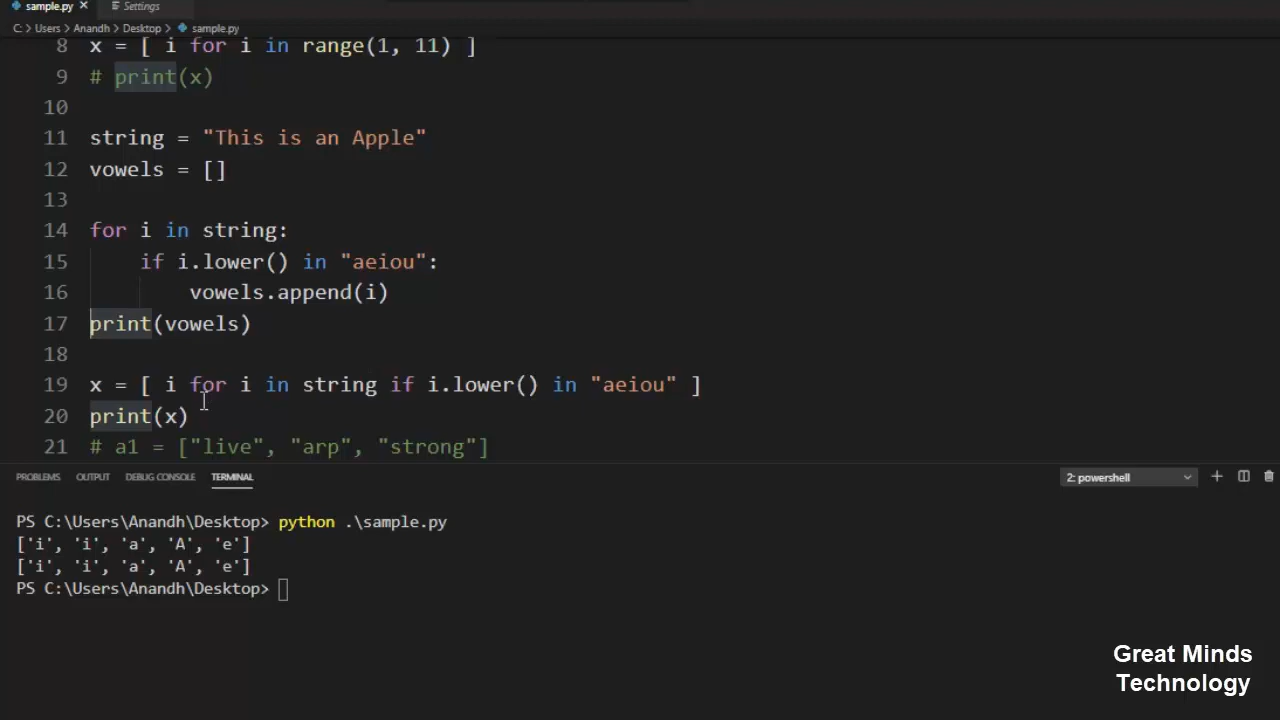 sample.py
Settings
C: > Users > Anandh > Desktop > sample.py
8 x = [ i for i in range(1, 11) ]
9 # print(x)
10
11 string = "This is an Apple"
12 vowels = []
13
14 for i in string:
15 if i.lower() in "aeiou":
16 vowels.append(i)
17 print(vowels)
18
19 x = [ i for i in string if i.lower() in "aeiou" ]
20 print(x)
21 # a1 = ["live", "arp", "strong"]
PROBLEMS OUTPUT DEBUG CONSOLE TERMINAL 2: powershell
PS C:\Users\Anandh\Desktop> python .\sample.py
['i', 'i', 'a', 'A', 'e']
['i', 'i', 'a', 'A', 'e']
PS C:\Users\Anandh\Desktop>
Great Minds
Technology